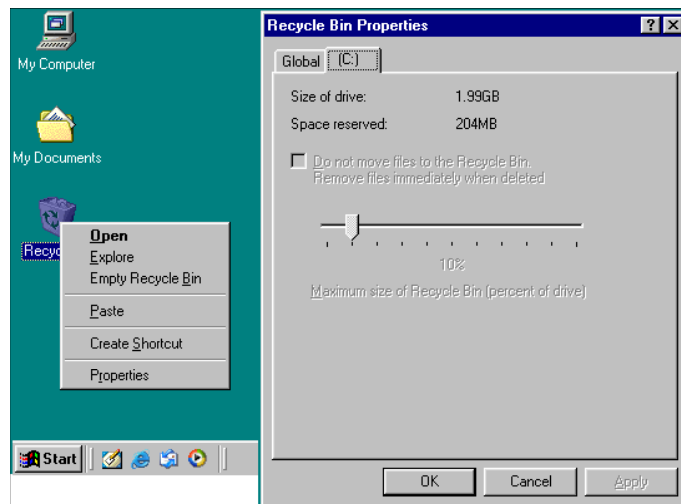 My Computer
My Documents
Recyc
Open
Explore
Empty Recycle Bin
Paste
Create Shortcut
Properties
Start
Recycle Bin Properties
Global (C:)
Size of drive: 1.99GB
Space reserved: 204MB
Do not move files to the Recycle Bin.
Remove files immediately when deleted
10%
Maximum size of Recycle Bin (percent of drive)
OK Cancel Apply